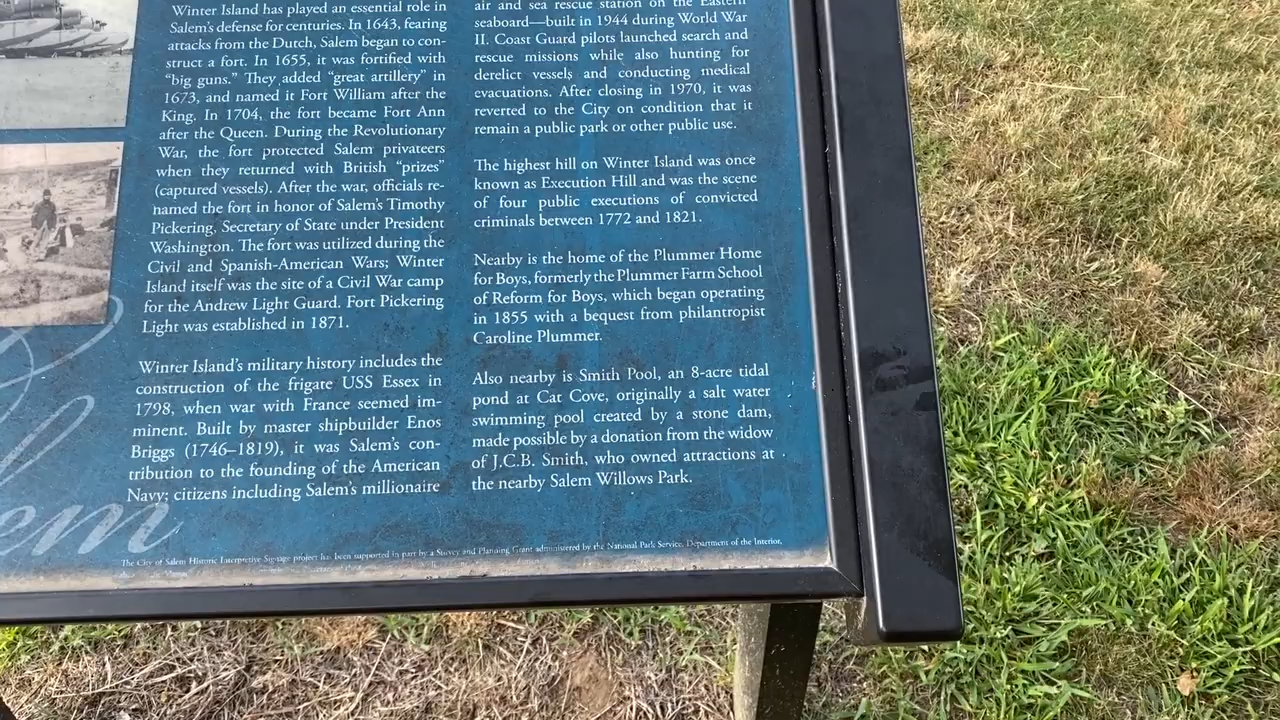 Winter Island has played an essential role in
Salem's defense for centuries. In 1643, fearing
attacks from the Dutch, Salem began to con-
struct a fort. In 1655, it was fortified with
“big guns.” They added “great artillery” in
1673, and named it Fort William after the
King. In 1704, the fort became Fort Ann
after the Queen. During the Revolutionary
War, the fort protected Salem privateers
when they returned with British “prizes”
(captured vessels). After the war, officials re-
named the fort in honor of Salem's Timothy
Pickering, Secretary of State under President
Washington. The fort was utilized during the
Civil and Spanish-American Wars; Winter
Island itself was the site of a Civil War camp
for the Andrew Light Guard. Fort Pickering
Light was established in 1871.
Winter Island's military history includes the
construction of the frigate USS Essex in
1798, when war with France seemed im-
minent. Built by master shipbuilder Enos
Briggs (1746–1819), it was Salem's con-
tribution to the founding of the American
Navy; citizens including Salem's millionaire
air and sea rescue station on the Eastern
seaboard—built in 1944 during World War
II. Coast Guard pilots launched search and
rescue missions while also hunting for
derelict vessels and conducting medical
evacuations. After closing in 1970, it was
reverted to the City on condition that it
remain a public park or other public use.
The highest hill on Winter Island was once
known as Execution Hill and was the scene
of four public executions of convicted
criminals between 1772 and 1821.
Nearby is the home of the Plummer Home
for Boys, formerly the Plummer Farm School
of Reform for Boys, which began operating
in 1855 with a bequest from philantropist
Caroline Plummer.
Also nearby is Smith Pool, an 8-acre tidal
pond at Cat Cove, originally a salt water
swimming pool created by a stone dam,
made possible by a donation from the widow
of J.C.B. Smith, who owned attractions at
the nearby Salem Willows Park.
em
The City of Salem Historic Interpretive Signage project has been supported in part by a Survey and Planning Grant administered by the National Park Service, Department of the Interior,